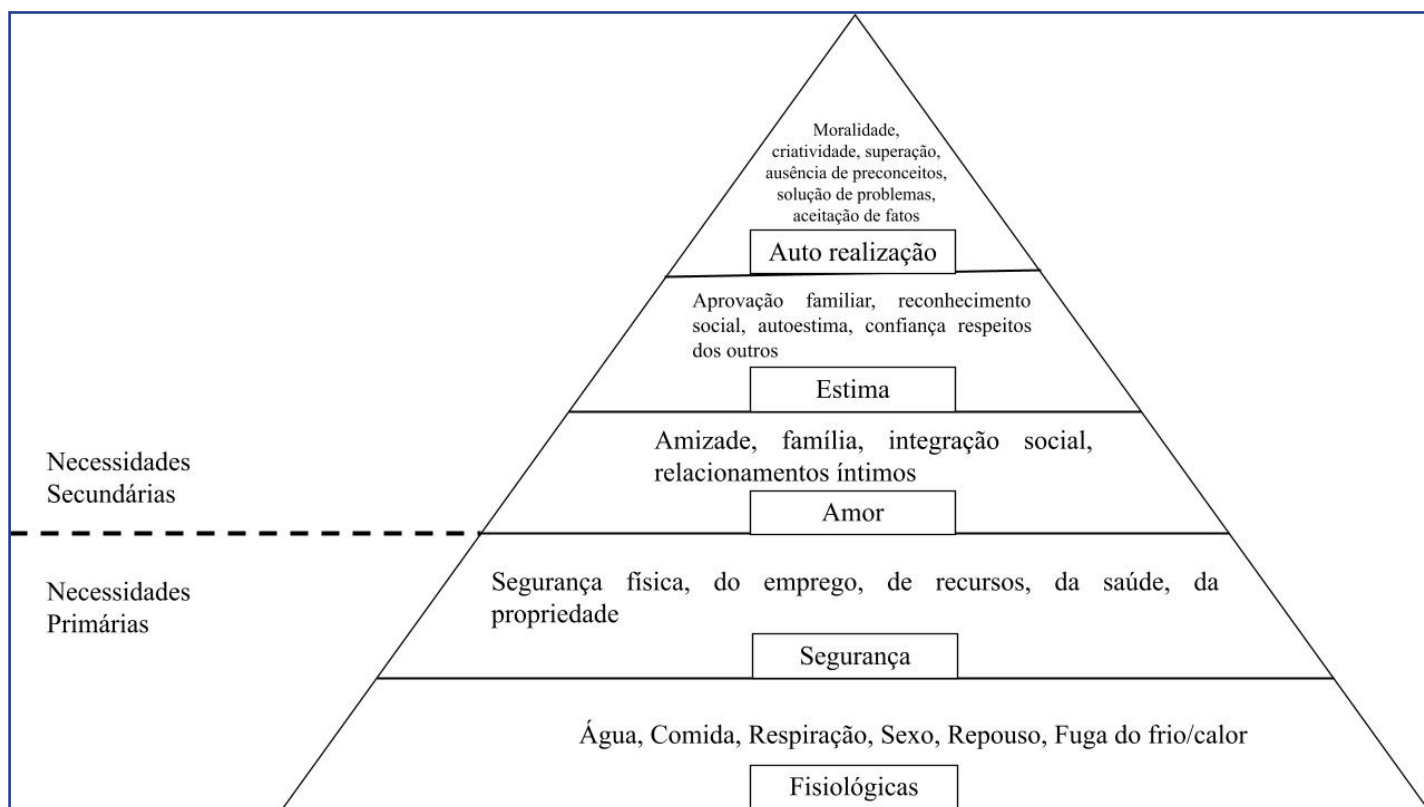 Moralidade,
criatividade, superação,
ausência de preconceitos,
solução de problemas,
aceitação de fatos
Auto realização
Aprovação familiar, reconhecimento
social, autoestima, confiança respeitos
dos outros
Estima
Amizade, família, integração social,
relacionamentos íntimos
Amor
Necessidades
Secundárias
Necessidades
Primárias
Segurança física, do emprego, de recursos, da saúde, da
propriedade
Segurança
Água, Comida, Respiração, Sexo, Repouso, Fuga do frio/calor
Fisiológicas